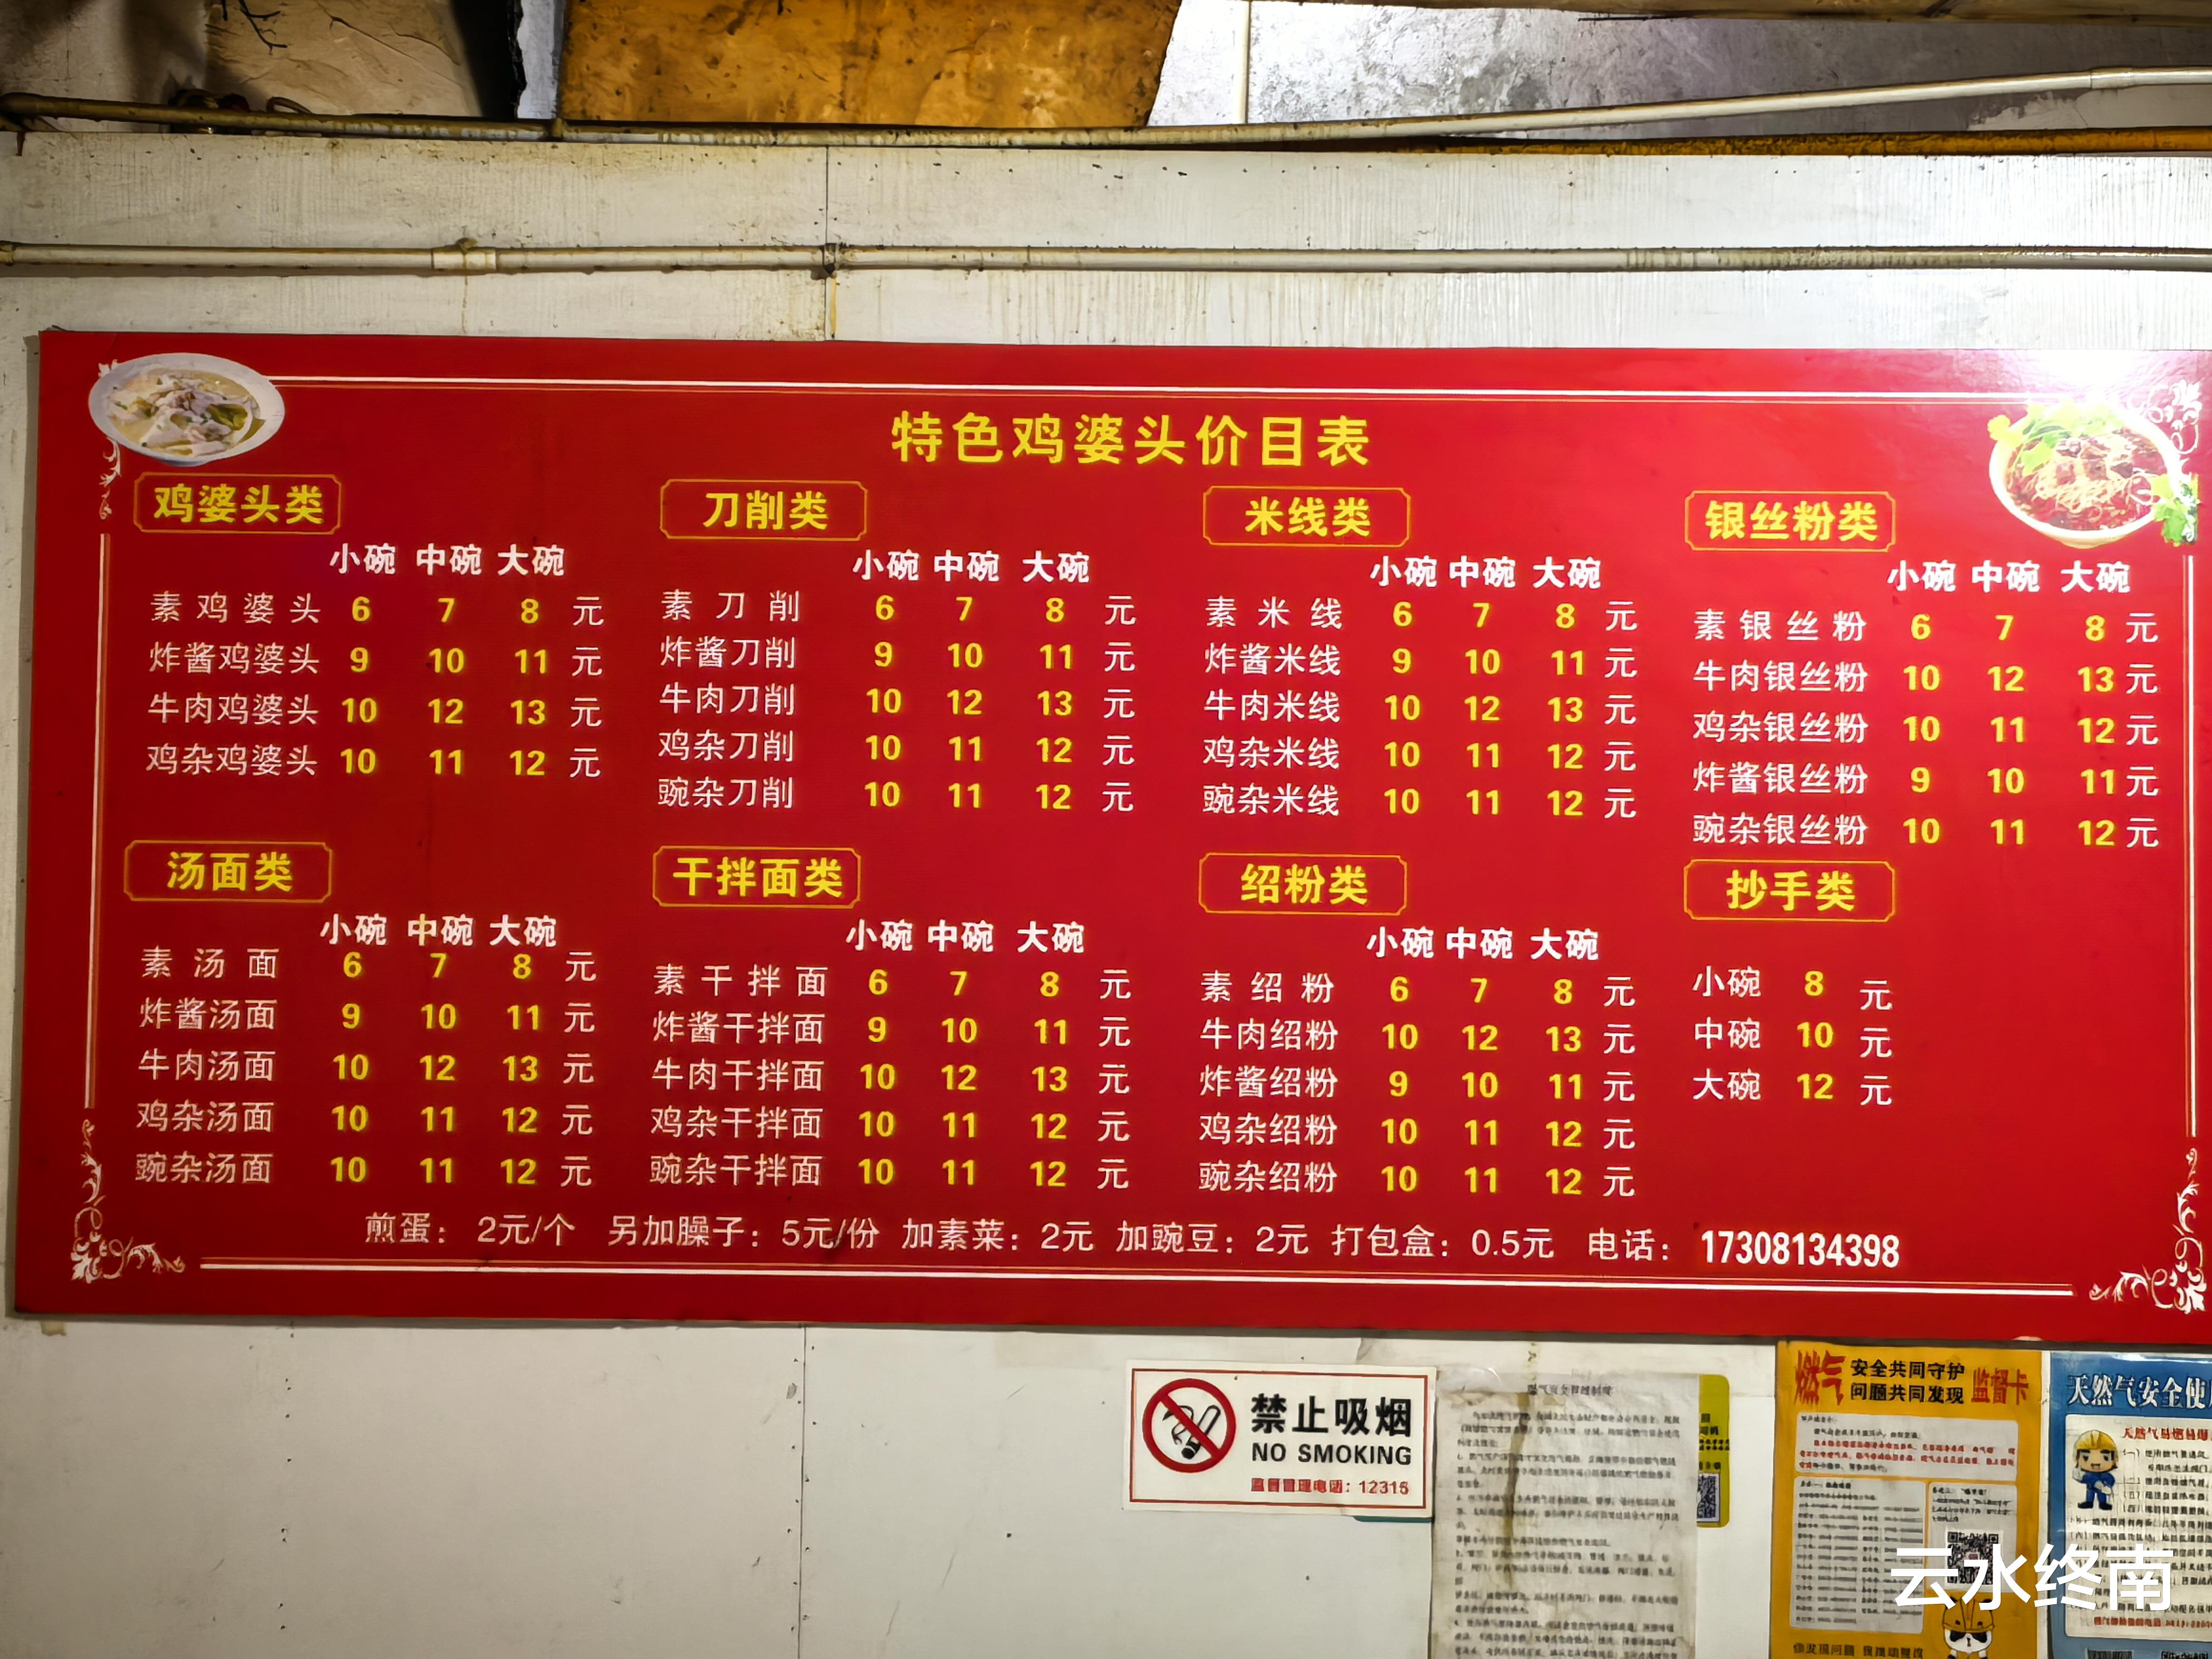 特色鸡婆头价目表
鸡婆头类
小碗 中碗 大碗
素鸡婆头 6 7 8 元
炸酱鸡婆头 9 10 11 元
牛肉鸡婆头 10 12 13 元
鸡杂鸡婆头 10 11 12 元
刀削类
小碗 中碗 大碗
素刀削 6 7 8 元
炸酱刀削 9 10 11 元
牛肉刀削 10 12 13 元
鸡杂刀削 10 11 12 元
豌杂刀削 10 11 12 元
米线类
小碗 中碗 大碗
素米线 6 7 8 元
炸酱米线 9 10 11 元
牛肉米线 10 12 13 元
鸡杂米线 10 11 12 元
豌杂米线 10 11 12 元
银丝粉类
小碗 中碗 大碗
素银丝粉 6 7 8 元
牛肉银丝粉 10 12 13 元
鸡杂银丝粉 10 11 12 元
炸酱银丝粉 9 10 11 元
豌杂银丝粉 10 11 12 元
汤面类
小碗 中碗 大碗
素汤面 6 7 8 元
炸酱汤面 9 10 11 元
牛肉汤面 10 12 13 元
鸡杂汤面 10 11 12 元
豌杂汤面 10 11 12 元
干拌面类
小碗 中碗 大碗
素干拌面 6 7 8 元
炸酱干拌面 9 10 11 元
牛肉干拌面 10 12 13 元
鸡杂干拌面 10 11 12 元
豌杂干拌面 10 11 12 元
绍粉类
小碗 中碗 大碗
素绍粉 6 7 8 元
牛肉绍粉 10 12 13 元
炸酱绍粉 9 10 11 元
鸡杂绍粉 10 11 12 元
豌杂绍粉 10 11 12 元
抄手类
小碗 8 元
中碗 10 元
大碗 12 元
煎蛋：2元/个 另加臊子：5元/份 加素菜：2元 加豌豆：2元 打包盒：0.5元 电话：17308134398
禁止吸烟
NO SMOKING
监督管理电话：12315
燃气 安全共同守护
问题共同发现 监督卡
天然气安全使
云水终南